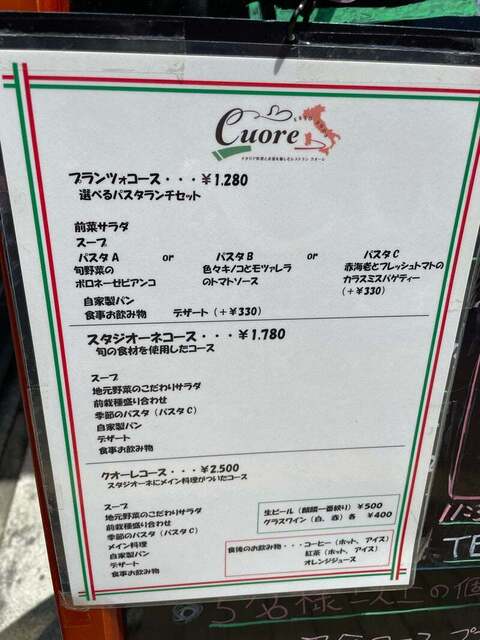 Cuore
イタリア料理とお酒を楽しむレストラン クオーレ
プランツォコース・・・¥1.280
選べるパスタランチセット
前菜サラダ
スープ
パスタA or パスタB or パスタC
旬野菜の 色々キノコとモツァレラ 赤海老とフレッシュトマトの
ボロネーゼビアンコ のトマトソース カラスミスパゲティー
(+¥330)
自家製パン
食事お飲み物 デザート(+¥330)
スタジオーネコース・・・¥1.780
旬の食材を使用したコース
スープ
地元野菜のこだわりサラダ
前栽種盛り合わせ
季節のパスタ(パスタC)
自家製パン
デザート
食事お飲み物
クオーレコース・・・¥2.500
スタジオーネにメイン料理がついたコース
スープ
地元野菜のこだわりサラダ
前栽種盛り合わせ
季節のパスタ(パスタC)
メイン料理
自家製パン
デザート
食事お飲み物
生ビール(麒麟一番搾り)¥500
グラスワイン(白、赤)各 ¥400
食後のお飲み物・・・コーヒー(ホット、アイス)
紅茶(ホット、アイス)
オレンジジュース
TE